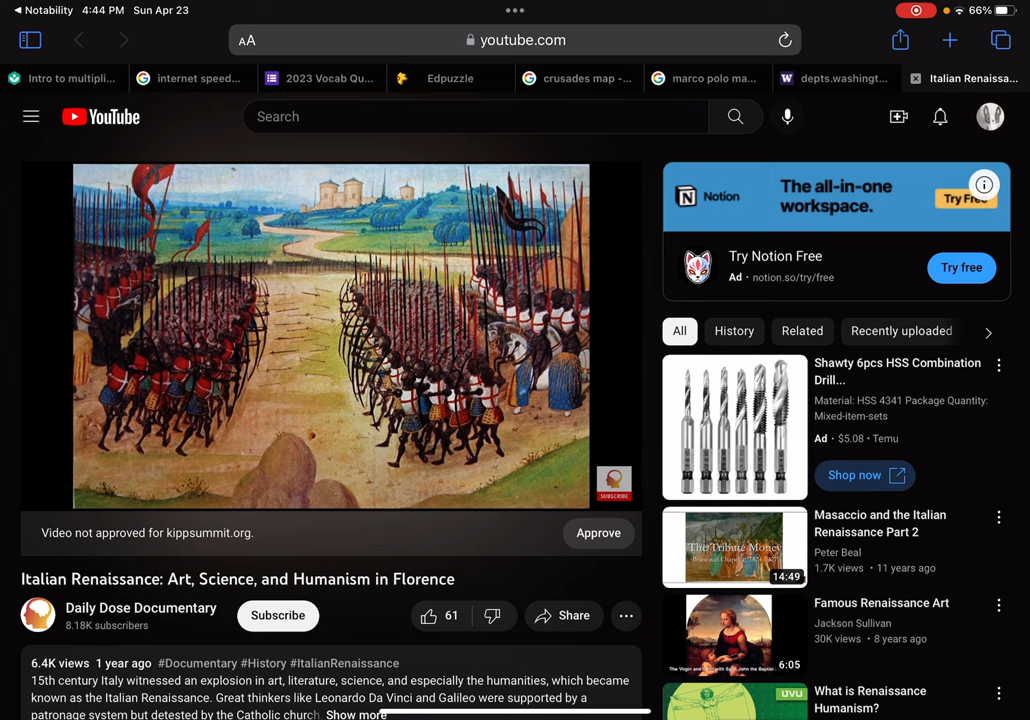 Notability 4:44 PM Sun Apr 23 66%
AA youtube.com
Intro to multipli... internet speed... 2023 Vocab Qu... Edpuzzle crusades map -... marco polo ma... depts.washingt... Italian Renaissa...
YouTube Search
Notion The all-in-one workspace. Try Free
Try Notion Free
Ad · notion.so/try/free
Try free
All History Related Recently uploaded
Shawty 6pcs HSS Combination
Drill...
Material: HSS 4341 Package Quantity:
Mixed-item-sets
Ad · $5.08 · Temu
Shop now
SUBSCRIBE
Video not approved for kippsummit.org. Approve
Italian Renaissance: Art, Science, and Humanism in Florence
Daily Dose Documentary
8.18K subscribers
Subscribe
61 Share
6.4K views 1 year ago #Documentary #History #ItalianRenaissance
15th century Italy witnessed an explosion in art, literature, science, and especially the humanities, which became
known as the Italian Renaissance. Great thinkers like Leonardo Da Vinci and Galileo were supported by a
patronage system but detested by the Catholic church. Show more
The Tribute Money
14:49
Masaccio and the Italian
Renaissance Part 2
Peter Beal
1.7K views · 11 years ago
6:05
Famous Renaissance Art
Jackson Sullivan
30K views · 8 years ago
UVU
What is Renaissance
Humanism?